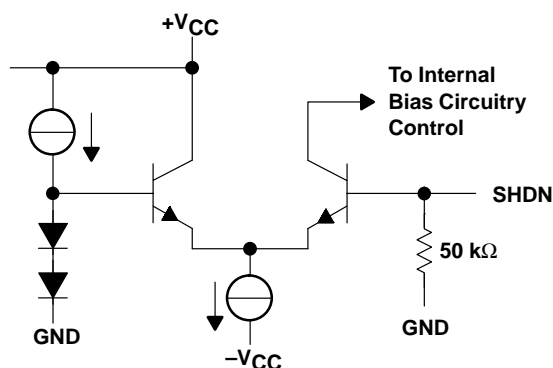 +VCC
To Internal
Bias Circuitry
Control
SHDN
50 kΩ
GND
GND
−VCC